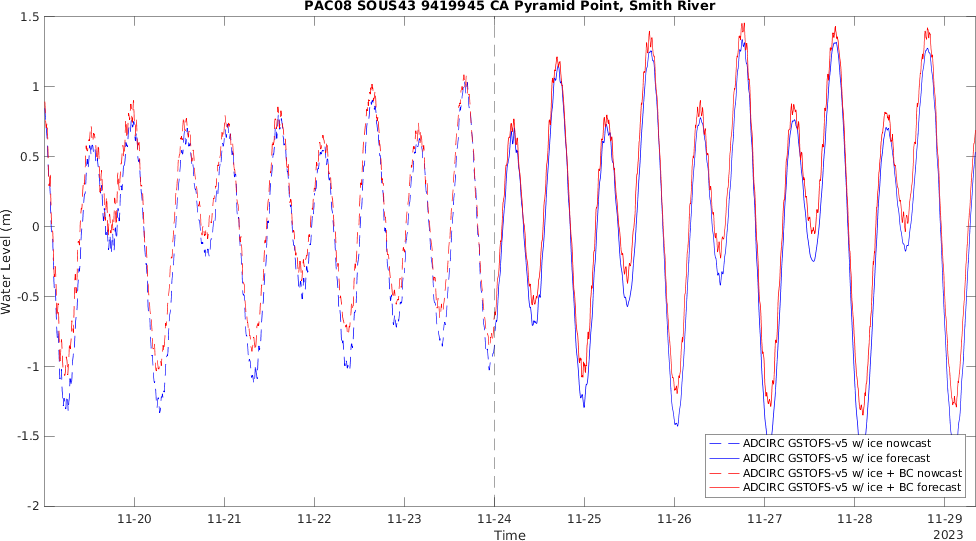 PAC08 SOUS43 9419945 CA Pyramid Point, Smith River
1.5
1
0.5
0
-0.5
-1
-1.5
-2
Water Level (m)
ADCIRC GSTOFS-v5 w/ ice nowcast
ADCIRC GSTOFS-v5 w/ ice forecast
ADCIRC GSTOFS-v5 w/ ice + BC nowcast
ADCIRC GSTOFS-v5 w/ ice + BC forecast
11-20 11-21 11-22 11-23 11-24 11-25 11-26 11-27 11-28 11-29
Time 2023